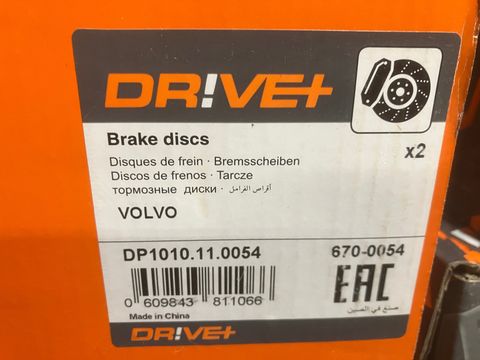 DR!VE+
Brake discs
x2
Disques de frein · Bremsscheiben
Discos de frenos · Tarcze
тормозные диски · أقراص الفرامل
VOLVO
DP1010.11.0054 670-0054
0 609843 811066
EAC
صنع في الصين
Made in China
DR!VE+